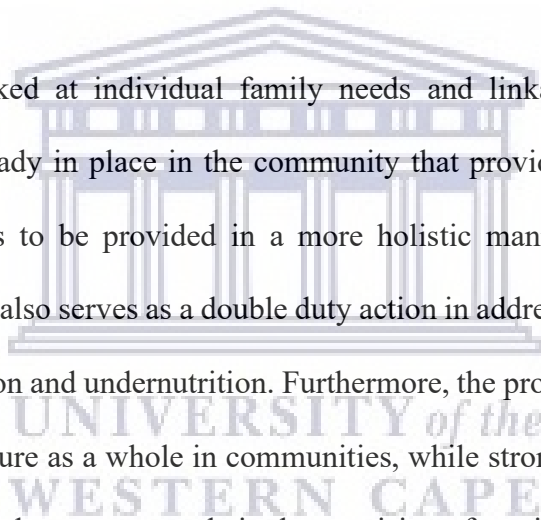 ked at individual family needs and link
ady in place in the community that provid
s to be provided in a more holistic man
also serves as a double duty action in addre
on and undernutrition. Furthermore, the pro
UNIVERSITY of the
ure as a whole in communities, while stron
WESTERN CAPE